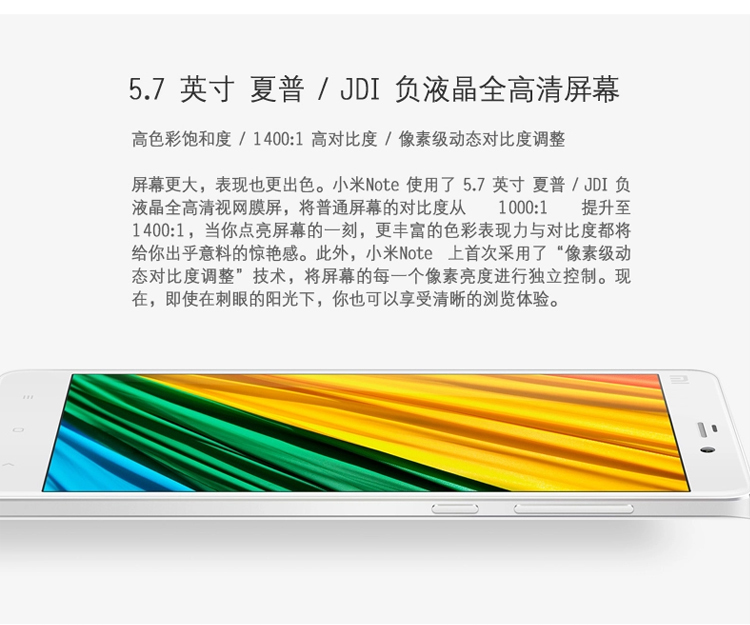 5.7 英寸 夏普 / JDI 负液晶全高清屏幕
高色彩饱和度 / 1400:1 高对比度 / 像素级动态对比度调整
屏幕更大，表现也更出色。小米Note 使用了 5.7 英寸 夏普 / JDI 负
液晶全高清视网膜屏，将普通屏幕的对比度从 1000:1 提升至
1400:1，当你点亮屏幕的一刻，更丰富的色彩表现力与对比度都将
给你出乎意料的惊艳感。此外，小米Note 上首次采用了“像素级动
态对比度调整”技术，将屏幕的每一个像素亮度进行独立控制。现
在，即使在刺眼的阳光下，你也可以享受清晰的浏览体验。